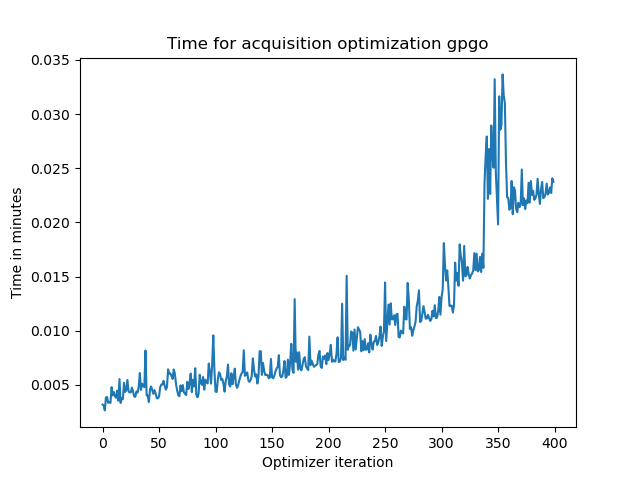 Time for acquisition optimization gpgo
0.035
0.030
0.025
0.020
0.015
0.010
0.005
Time in minutes
0 50 100 150 200 250 300 350 400
Optimizer iteration